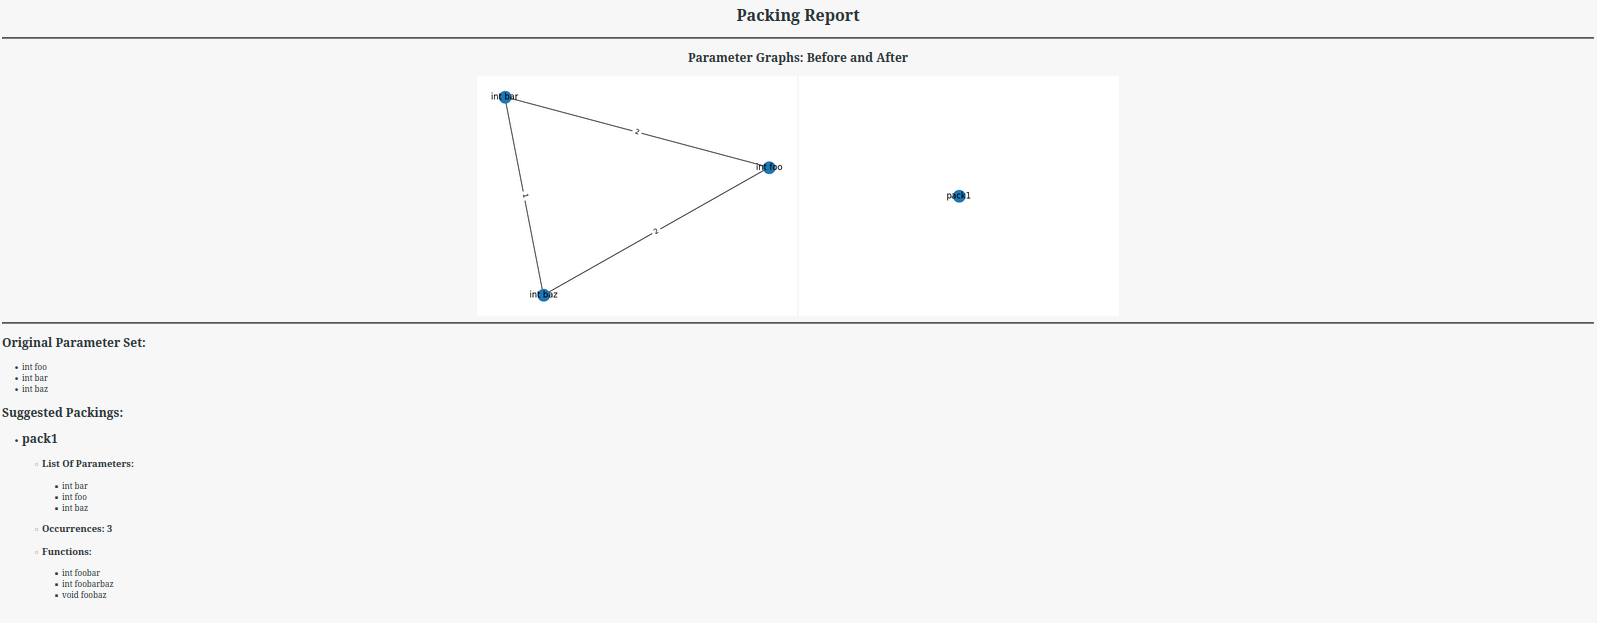 Packing Report
Parameter Graphs: Before and After
int bar
2
int foo
1
2
int baz
pack1
Original Parameter Set:
int foo
int bar
int baz
Suggested Packings:
pack1
List Of Parameters:
int bar
int foo
int baz
Occurrences: 3
Functions:
int foobar
int foobarbaz
void foobaz